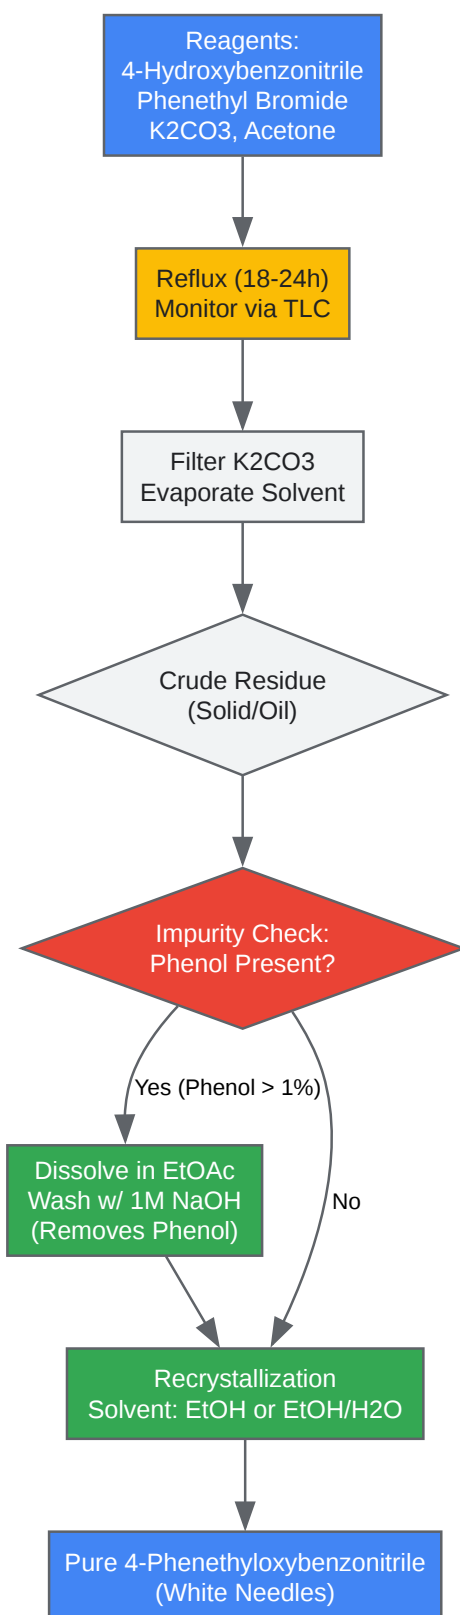 Reagents:
4-Hydroxybenzonitrile
Phenethyl Bromide
K2CO3, Acetone
Reflux (18-24h)
Monitor via TLC
Filter K2CO3
Evaporate Solvent
Crude Residue
(Solid/Oil)
Impurity Check:
Phenol Present?
Yes (Phenol > 1%)
Dissolve in EtOAc
Wash w/ 1M NaOH
(Removes Phenol)
No
Recrystallization
Solvent: EtOH or EtOH/H2O
Pure 4-Phenethyloxybenzonitrile
(White Needles)